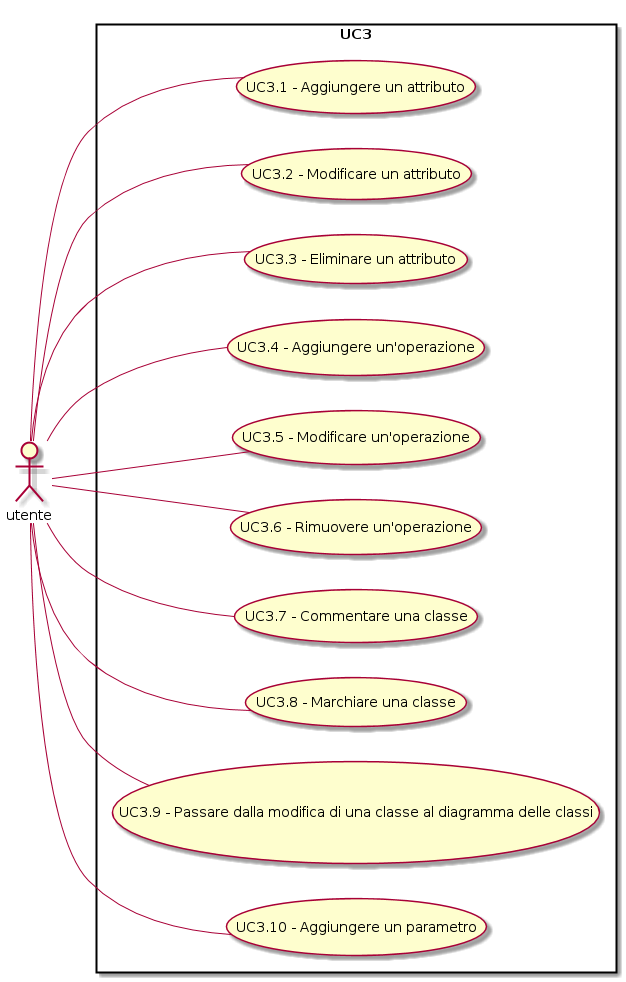 UC3
UC3.1 - Aggiungere un attributo
UC3.2 - Modificare un attributo
UC3.3 - Eliminare un attributo
UC3.4 - Aggiungere un'operazione
UC3.5 - Modificare un'operazione
utente
UC3.6 - Rimuovere un'operazione
UC3.7 - Commentare una classe
UC3.8 - Marchiare una classe
UC3.9 - Passare dalla modifica di una classe al diagramma delle classi
UC3.10 - Aggiungere un parametro